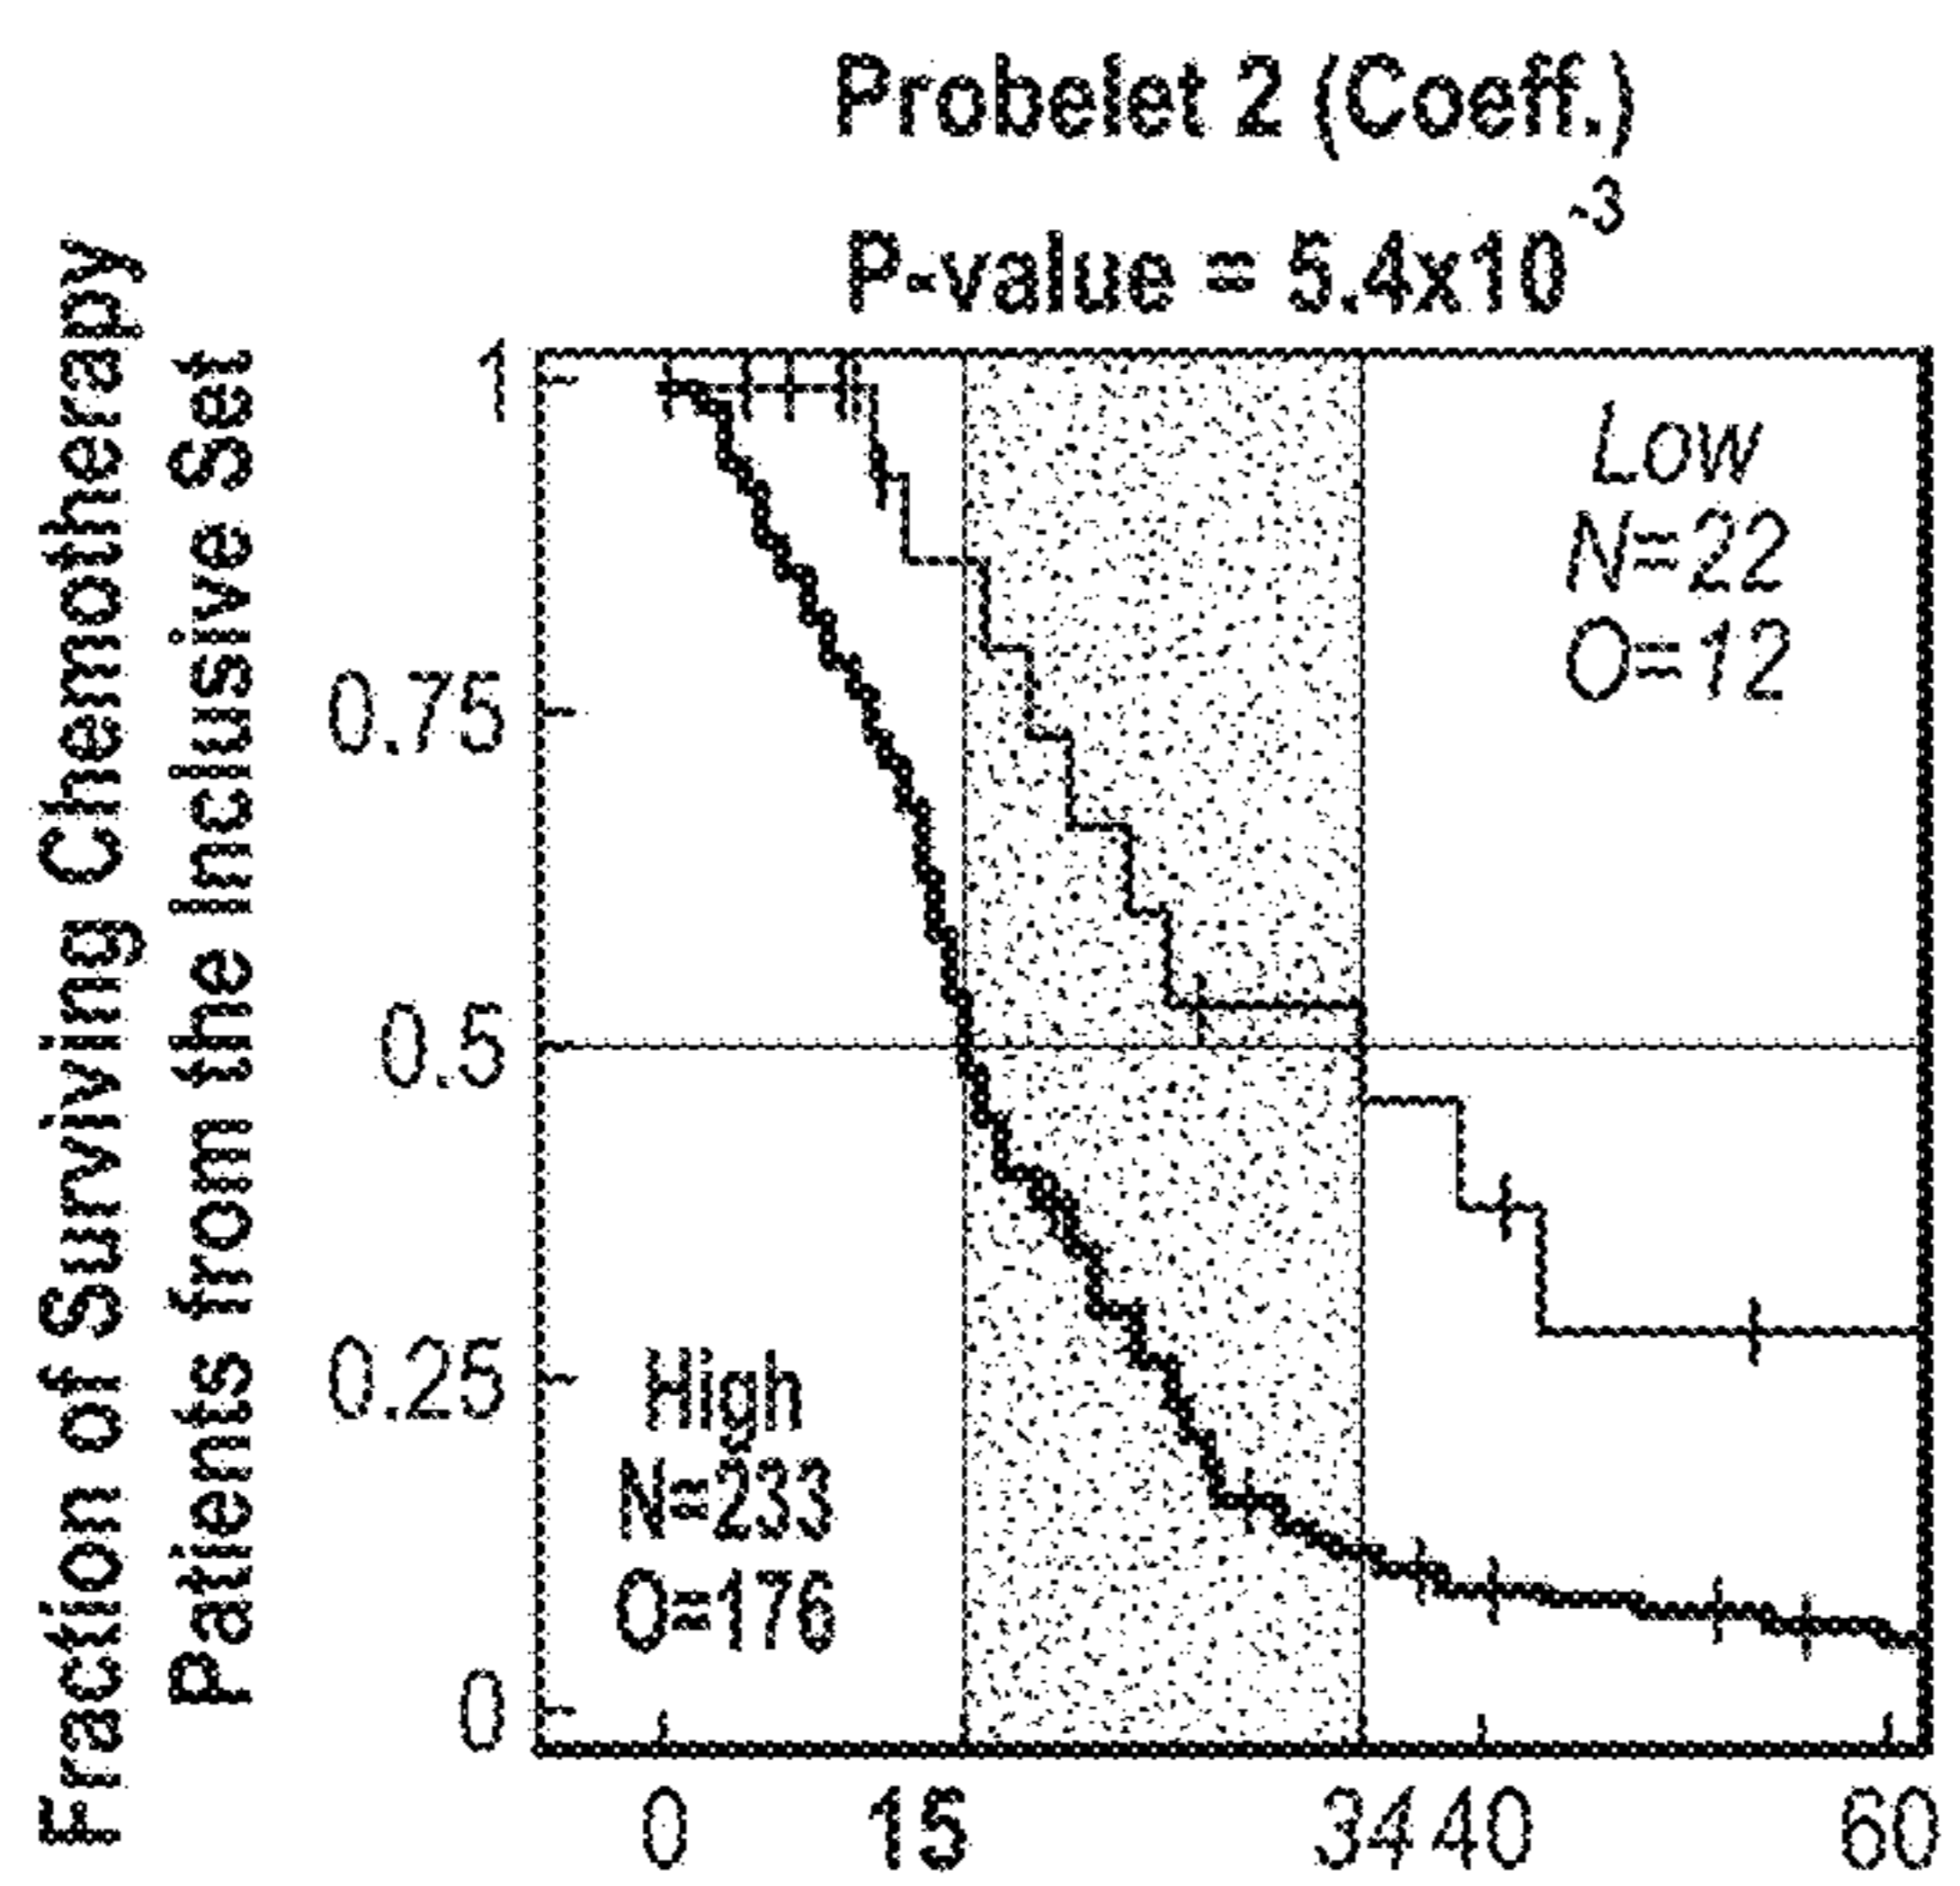 Probelet 2 (Coeff.)
P-value = 5.4x10-3
Fraction of Surviving Chemotherapy
Patients from the Inclusive Set
1
0.75
0.5
0.25
0
Low
N=22
O=12
High
N=233
O=176
0 15 34 40 60